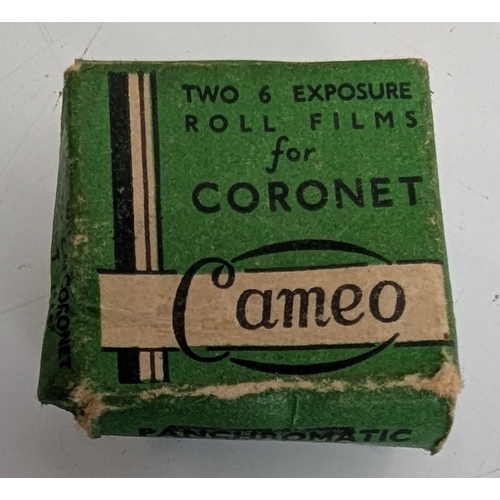 TWO 6 EXPOSURE
ROLL FILMS
for
CORONET
Cameo
PANCHROMATIC
CORONET